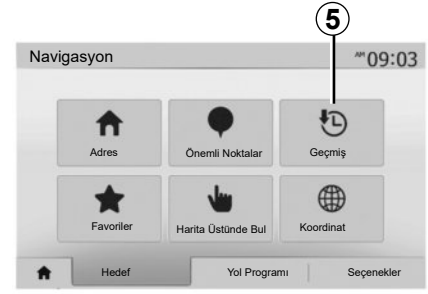 5
Navigasyon
AM 09:03
Adres
Önemli Noktalar
Geçmiş
Favoriler
Harita Üstünde Bul
Koordinat
Hedef
Yol Programı
Seçenekler